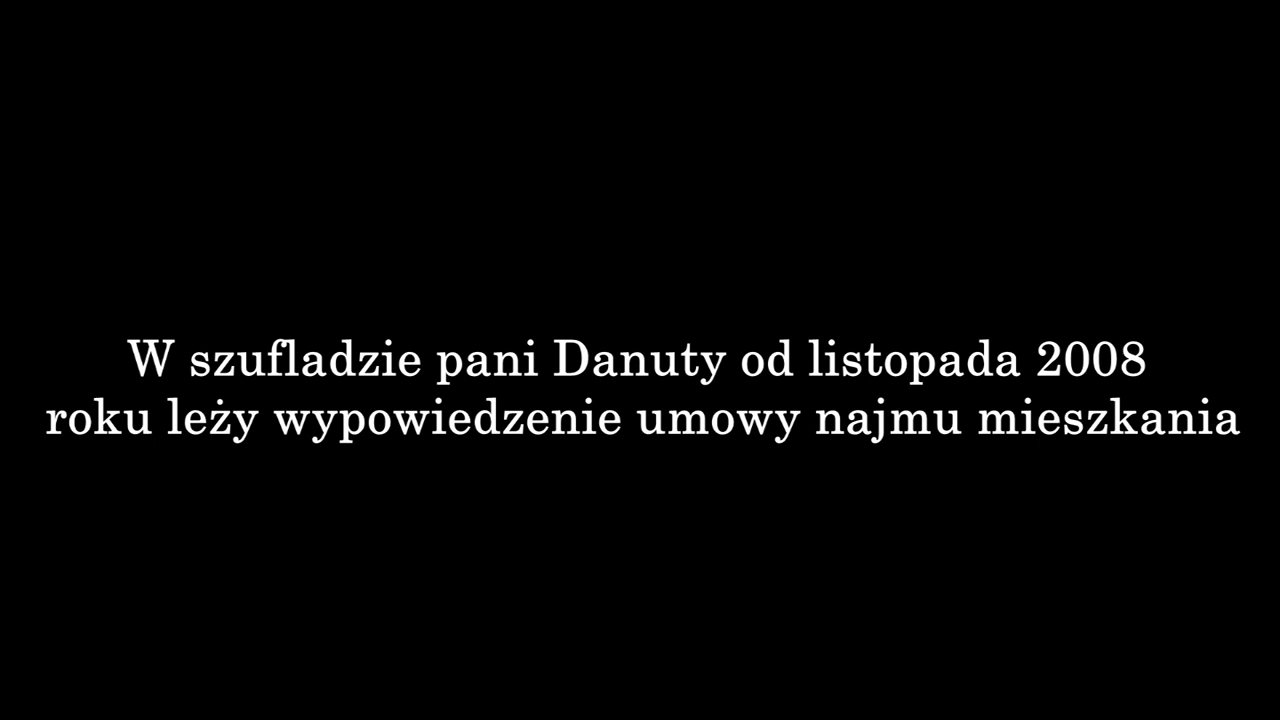 W szufladzie pani Danuty od listopada 2008
roku leży wypowiedzenie umowy najmu mieszkania